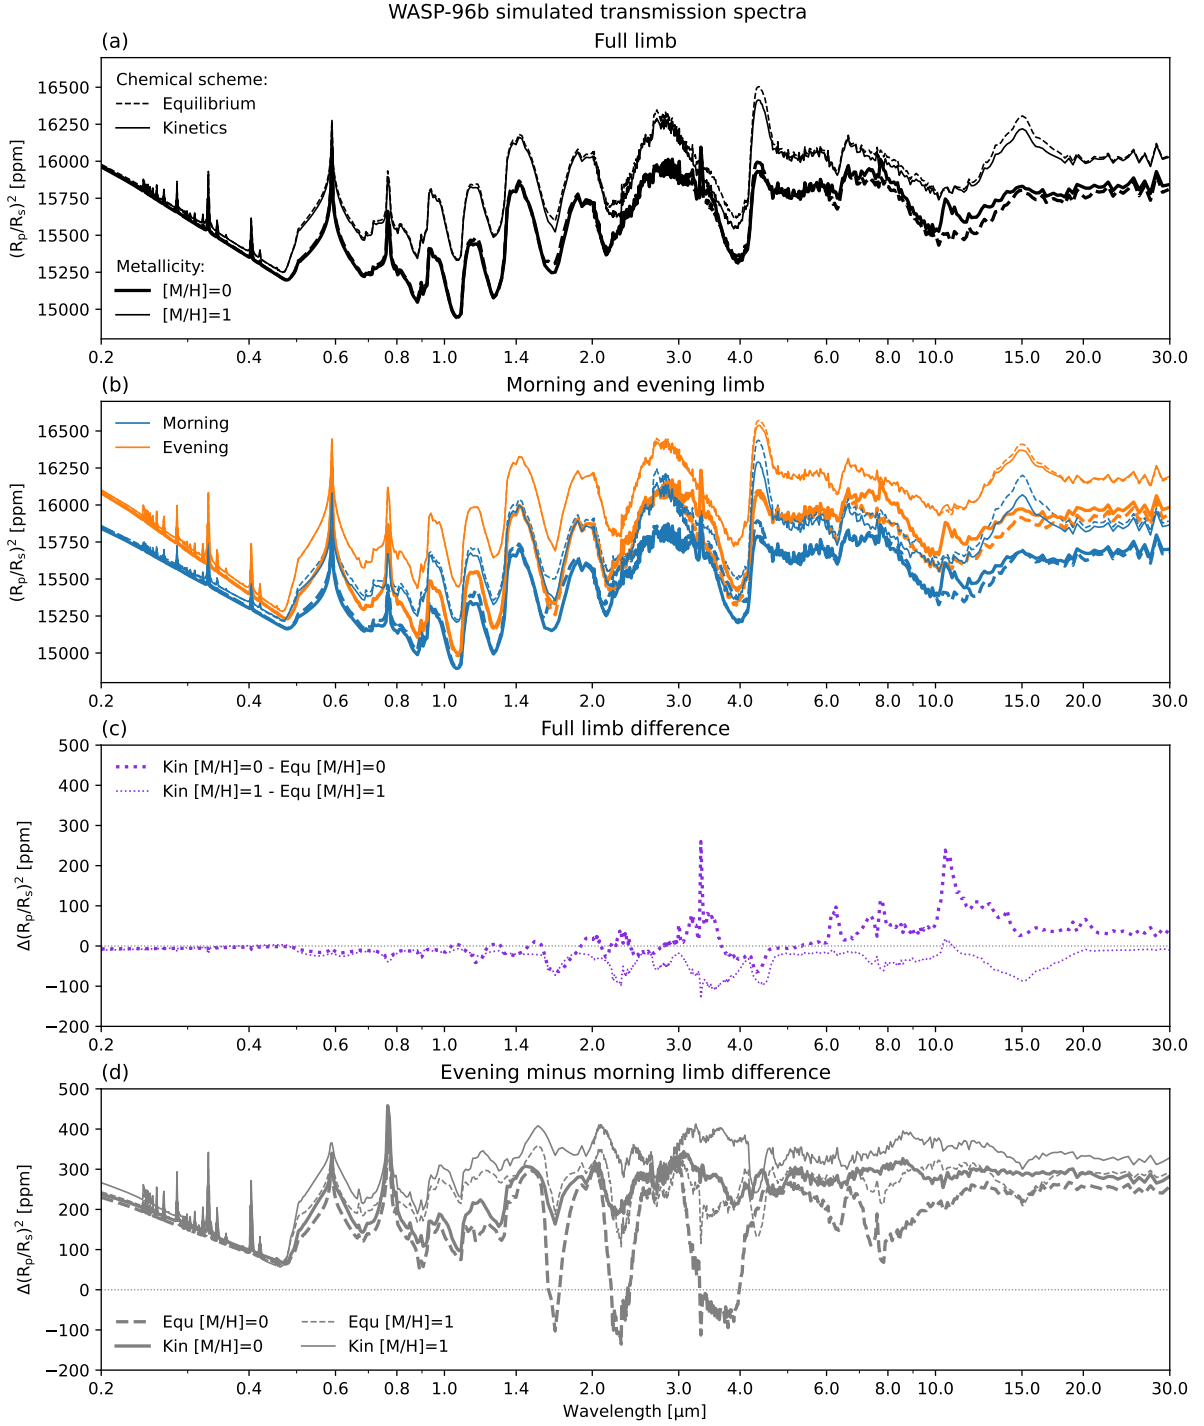 WASP-96b simulated transmission spectra
(a) Full limb
Chemical scheme:
Equilibrium
Kinetics
Metallicity:
[M/H]=0
[M/H]=1
(Rp/Rs)² [ppm]
16500
16250
16000
15750
15500
15250
15000
0.2 0.4 0.6 0.8 1.0 1.4 2.0 3.0 4.0 6.0 8.0 10.0 15.0 20.0 30.0
(b) Morning and evening limb
Morning
Evening
(Rp/Rs)² [ppm]
16500
16250
16000
15750
15500
15250
15000
0.2 0.4 0.6 0.8 1.0 1.4 2.0 3.0 4.0 6.0 8.0 10.0 15.0 20.0 30.0
(c) Full limb difference
Kin [M/H]=0 - Equ [M/H]=0
Kin [M/H]=1 - Equ [M/H]=1
Δ(Rp/Rs)² [ppm]
500
400
300
200
100
0
−100
−200
0.2 0.4 0.6 0.8 1.0 1.4 2.0 3.0 4.0 6.0 8.0 10.0 15.0 20.0 30.0
(d) Evening minus morning limb difference
Δ(Rp/Rs)² [ppm]
500
400
300
200
100
0
−100
−200
Equ [M/H]=0 Equ [M/H]=1
Kin [M/H]=0 Kin [M/H]=1
0.2 0.4 0.6 0.8 1.0 1.4 2.0 3.0 4.0 6.0 8.0 10.0 15.0 20.0 30.0
Wavelength [μm]